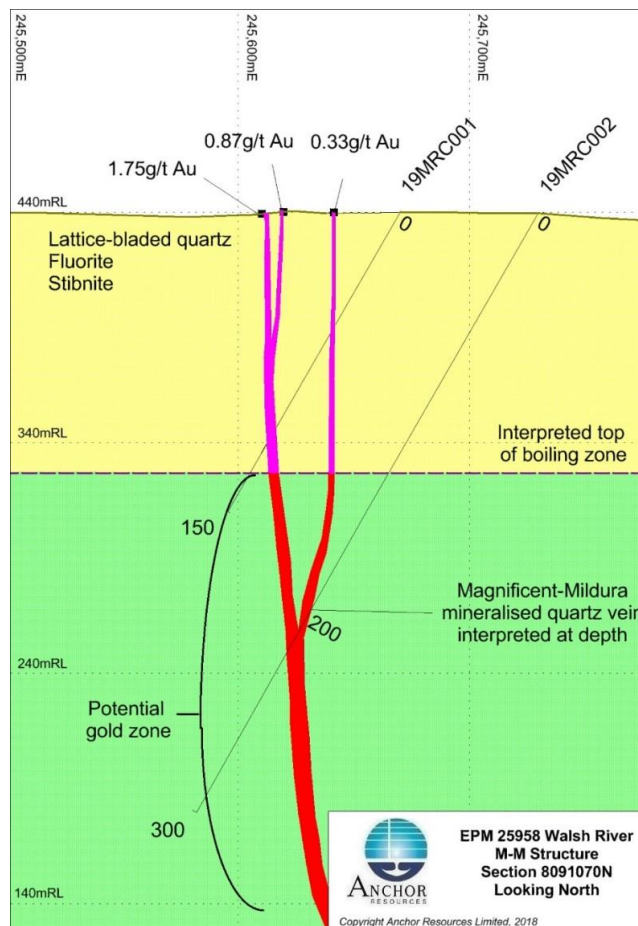 245,500mE
245,600mE
245,700mE
0.87g/t Au
0.33g/t Au
1.75g/t Au
19MRC001
19MRC002
440mRL
0
0
Lattice-bladed quartz
Fluorite
Stibnite
340mRL
Interpreted top
of boiling zone
150
Magnificent-Mildura
mineralised quartz vein
interpreted at depth
200
240mRL
Potential
gold zone
300
140mRL
ANCHOR
RESOURCES
EPM 25958 Walsh River
M-M Structure
Section 8091070N
Looking North
Copyright Anchor Resources Limited, 2018